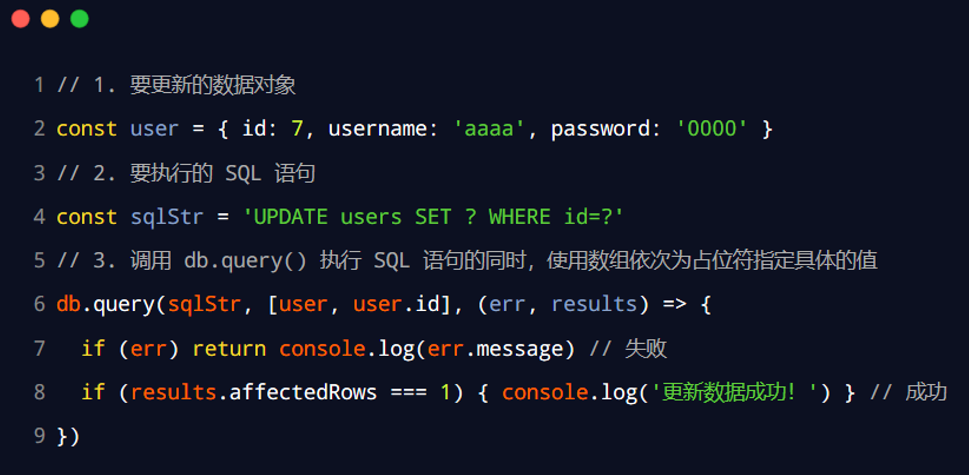 1 // 1. 要更新的数据对象
2 const user = { id: 7, username: 'aaaa', password: '0000' }
3 // 2. 要执行的 SQL 语句
4 const sqlStr = 'UPDATE users SET ? WHERE id=?'
5 // 3. 调用 db.query() 执行 SQL 语句的同时，使用数组依次为占位符指定具体的值
6 db.query(sqlStr, [user, user.id], (err, results) => {
7   if (err) return console.log(err.message) // 失败
8   if (results.affectedRows === 1) { console.log('更新数据成功！') } // 成功
9 })